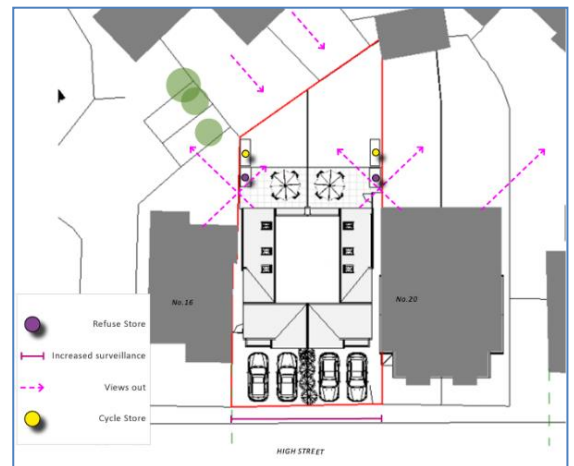 No.16
No.20
Refuse Store
Increased surveillance
Views out
Cycle Store
HIGH STREET